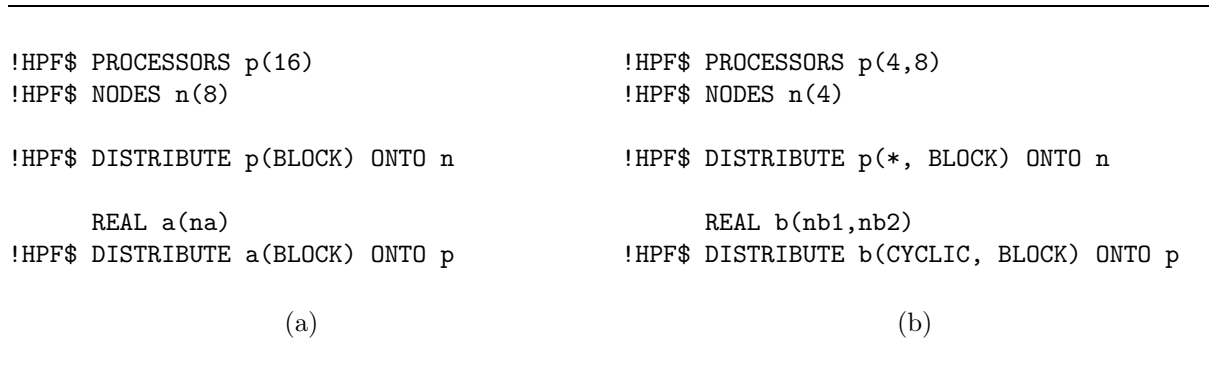 !HPF$ PROCESSORS p(16)
!HPF$ NODES n(8)
!HPF$ DISTRIBUTE p(BLOCK) ONTO n
REAL a(na)
!HPF$ DISTRIBUTE a(BLOCK) ONTO p
(a)
!HPF$ PROCESSORS p(4,8)
!HPF$ NODES n(4)
!HPF$ DISTRIBUTE p(*, BLOCK) ONTO n
REAL b(nb1,nb2)
!HPF$ DISTRIBUTE b(CYCLIC, BLOCK) ONTO p
(b)